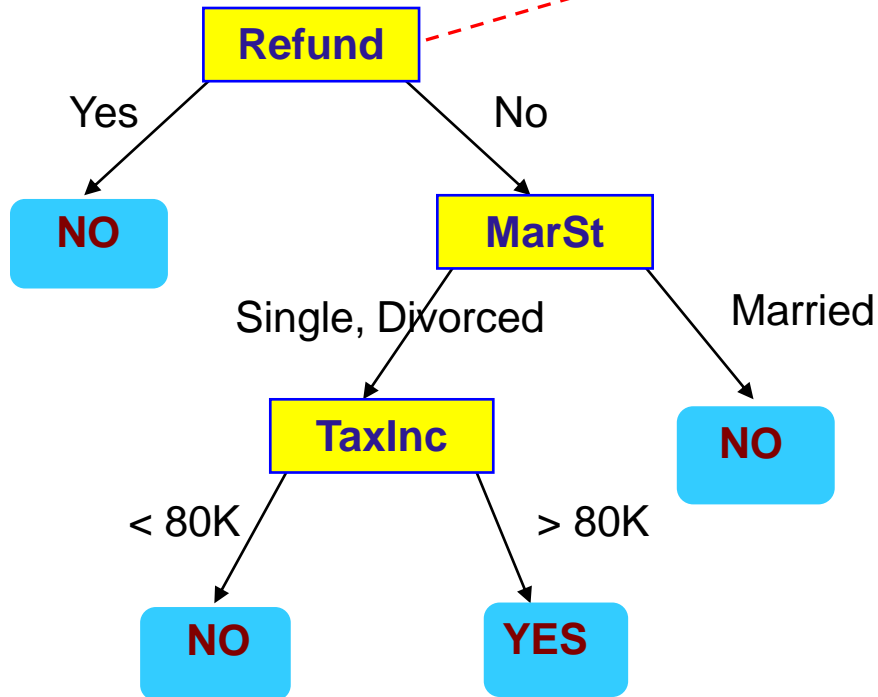 Refund
Yes
No
NO
MarSt
Single, Divorced
Married
TaxInc
NO
< 80K
> 80K
NO
YES